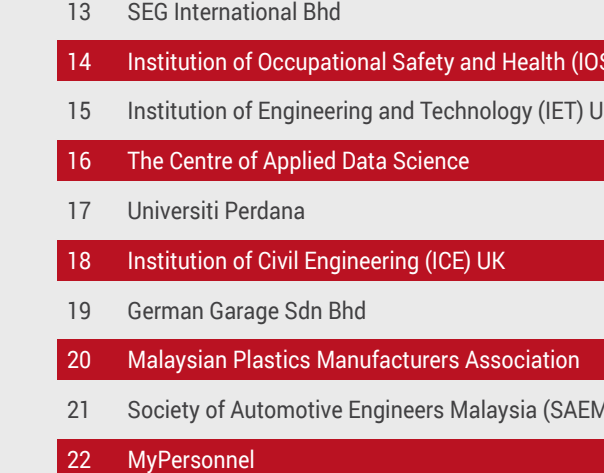 13 SEG International Bhd
14 Institution of Occupational Safety and Health
15 Institution of Engineering and Technology (IET)
16 The Centre of Applied Data Science
17 Universiti Perdana
18 Institution of Civil Engineering (ICE) UK
19 German Garage Sdn Bhd
20 Malaysian Plastics Manufacturers Association
21 Society of Automotive Engineers Malaysia
22 MyPersonnel